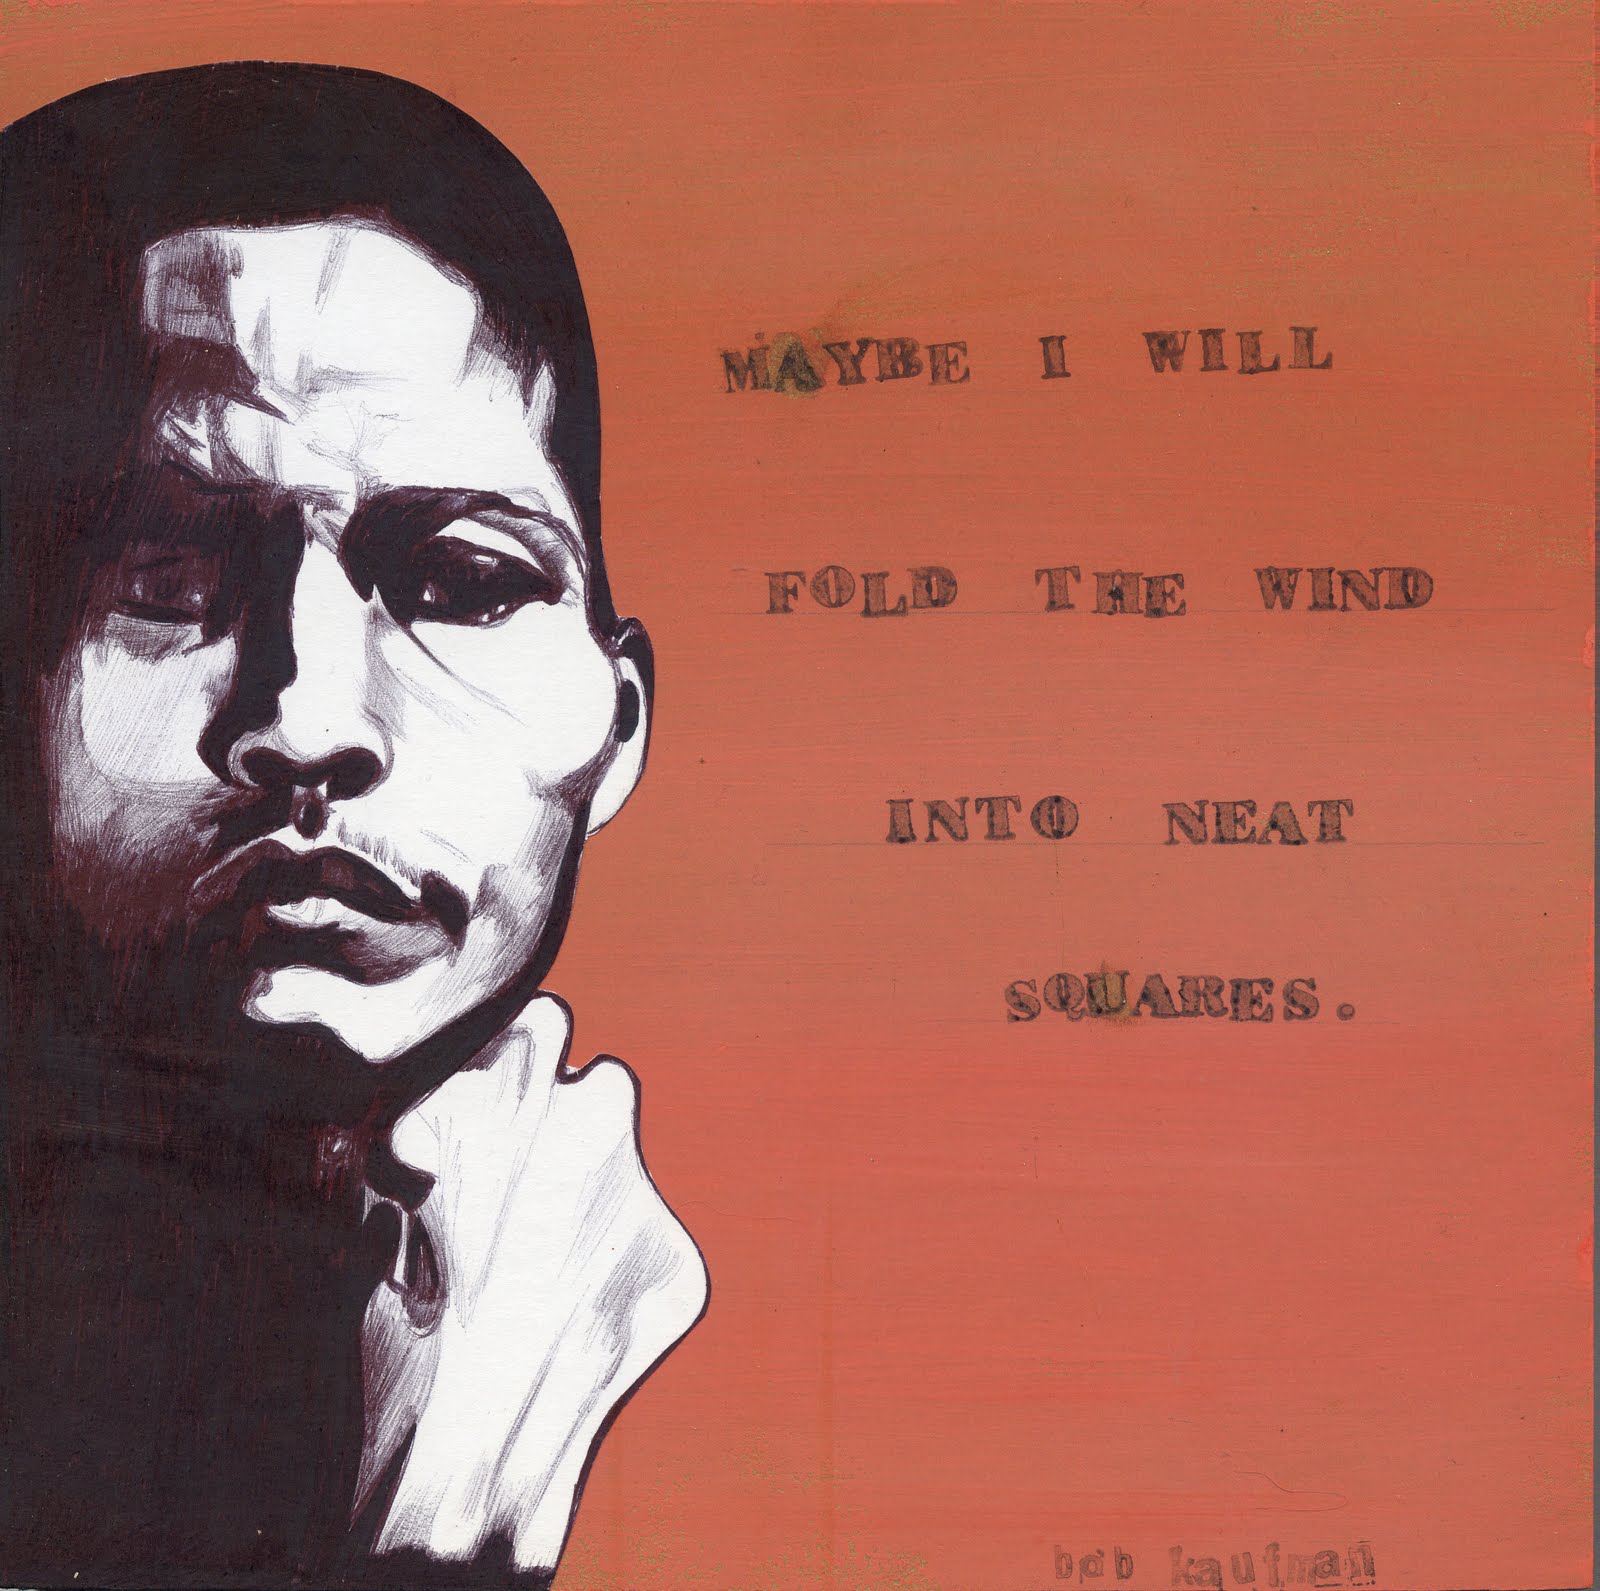 MAYBE I WILL
FOLD THE WIND
INTO NEAT
SQUARES.
bob kaufman